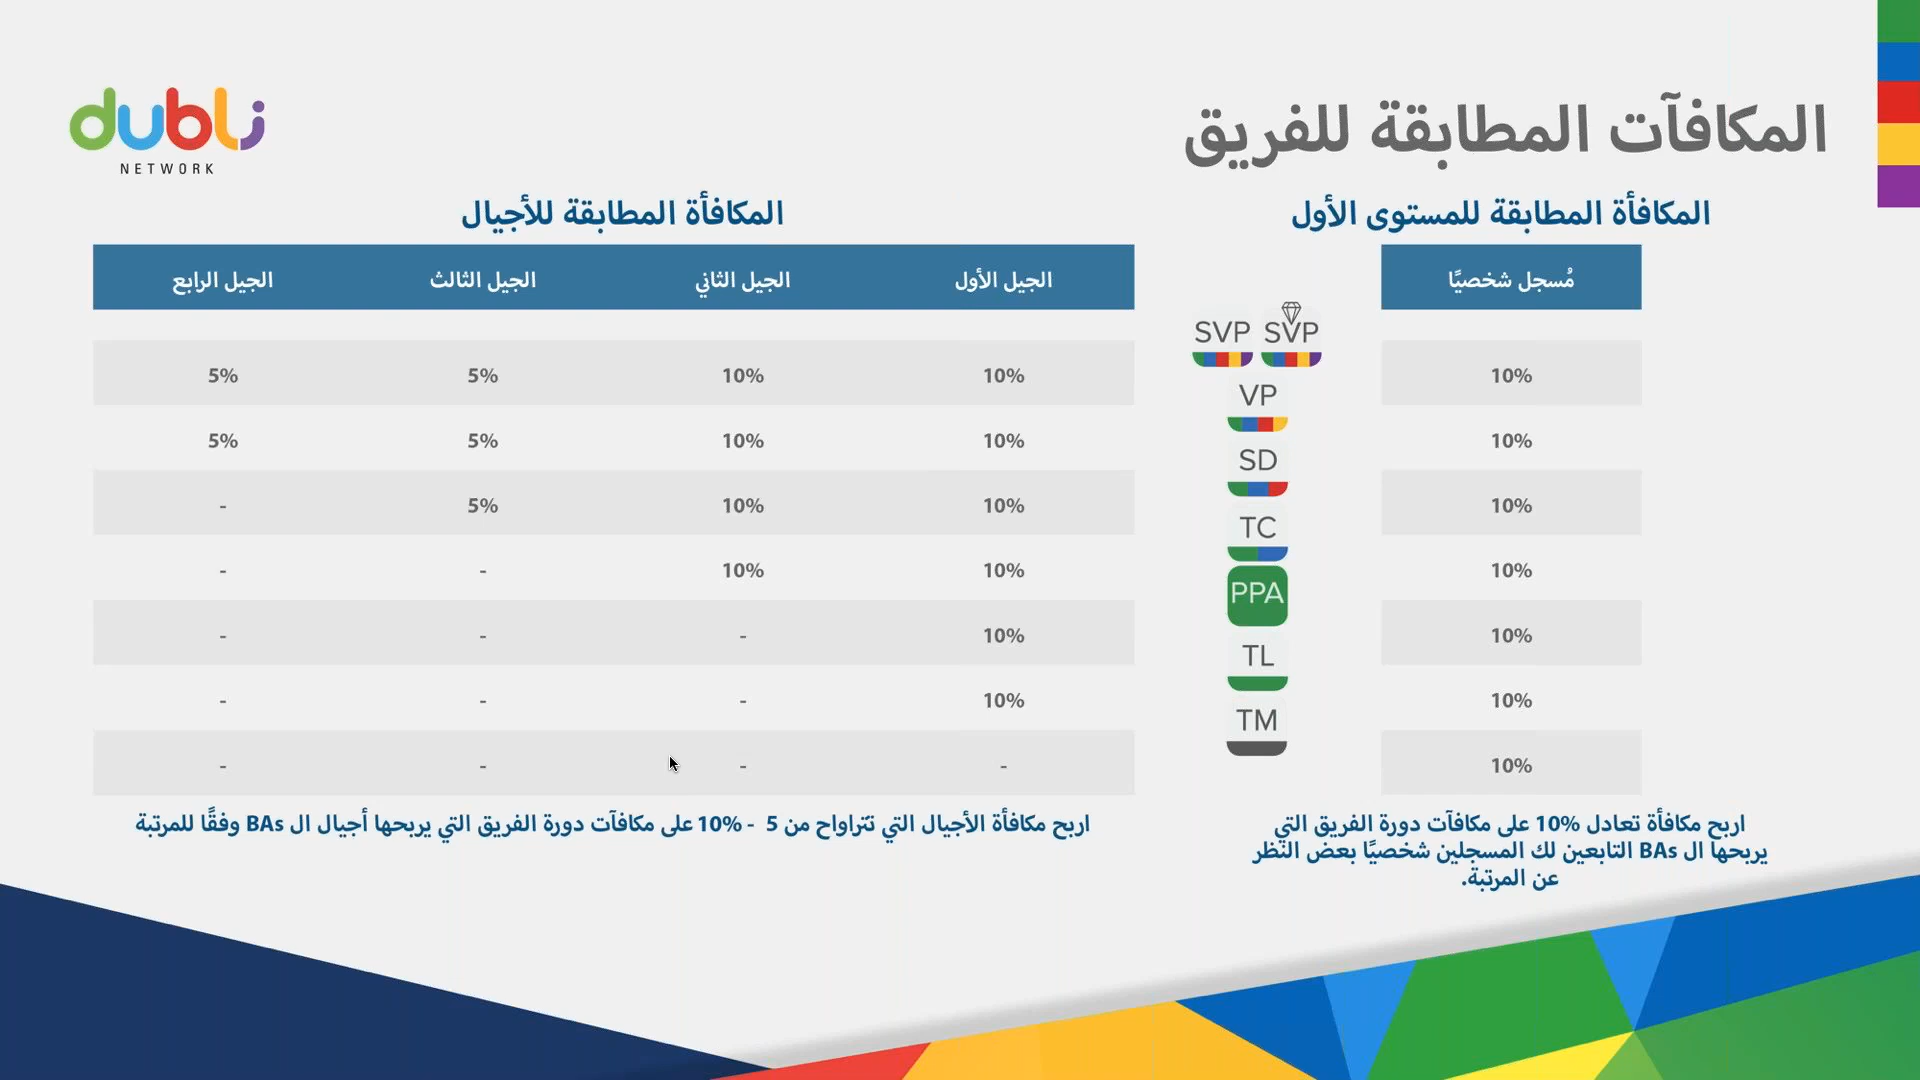 dubli
NETWORK
المكافآت المطابقة للفريق
المكافأة المطابقة للمستوى الأول
المكافأة المطابقة للأجيال
مُسجل شخصيًا
الجيل الأول الجيل الثاني الجيل الثالث الجيل الرابع
10% SVP SVP 10% 10% 5% 5%
10% VP 10% 10% 5% 5%
10% SD 10% 10% 5% -
10% TC 10% 10% - -
10% PPA 10% - - -
10% TL 10% - - -
10% TM - - - -
اربح مكافأة تعادل 10% على مكافآت دورة الفريق التي
يربحها ال BAs التابعين لك المسجلين شخصيًا بعض النظر
عن المرتبة.
اربح مكافأة الأجيال التي تتراواح من 5 - 10% على مكافآت دورة الفريق التي يربحها أجيال ال BAs وفقًا للمرتبة